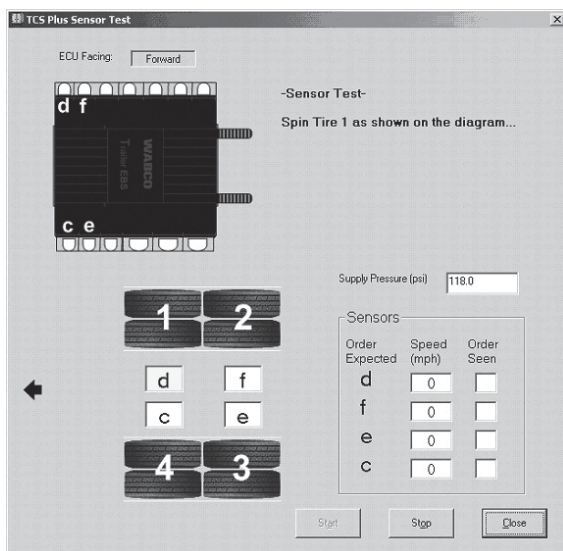 TCS Plus Sensor Test
ECU Facing: Forward
d f
WABCO
Trailer EBS
c e
-Sensor Test-
Spin Tire 1 as shown on the diagram...
Supply Pressure (psi) 118.0
1 2
d f
c e
4 3
Sensors
Order Expected Speed (mph) Order Seen
d 0
f 0
e 0
c 0
Start Stop Close